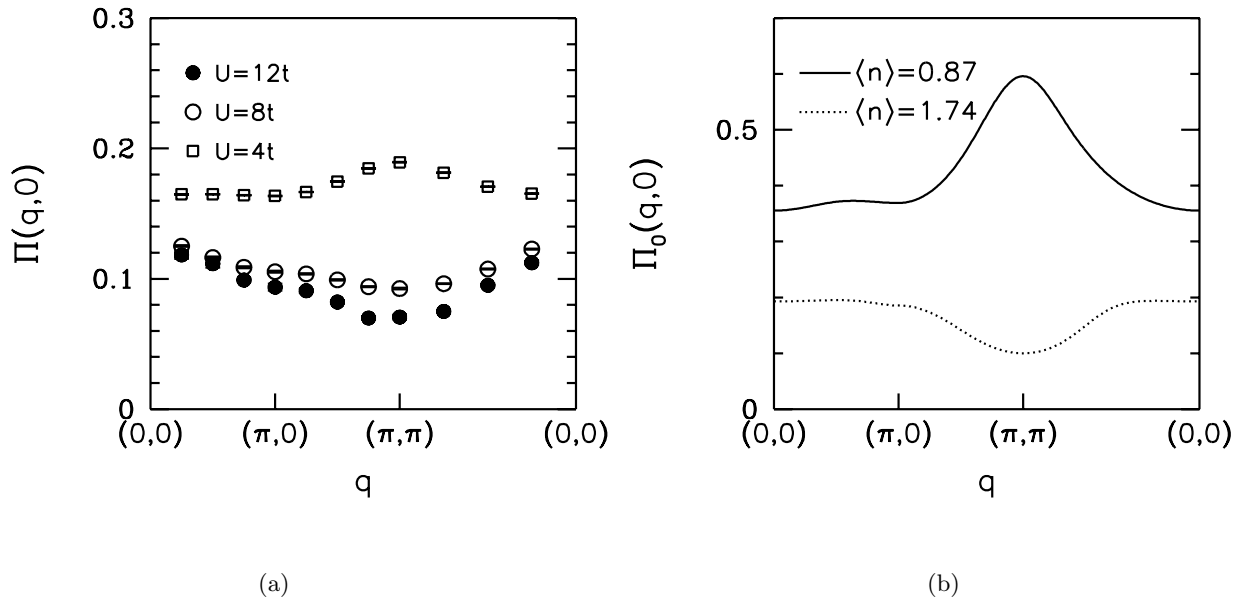 0.3
0.2
0.1
0
Π(q,0)
U=12t
U=8t
U=4t
(0,0) (π,0) (π,π) (0,0)
q
(a)
0.5
0
Π₀(q,0)
⟨n⟩=0.87
⟨n⟩=1.74
(0,0) (π,0) (π,π) (0,0)
q
(b)